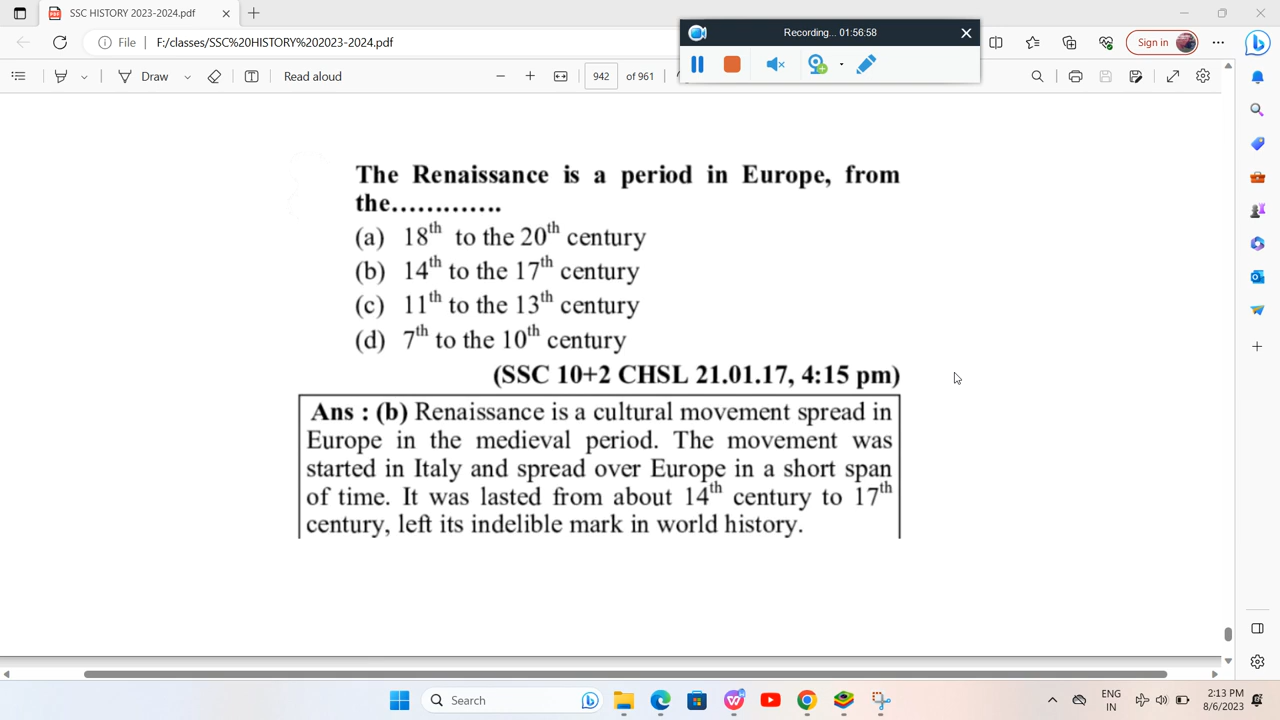 SSC HISTORY 2023-2024.pdf
Recording... 01:56:58
File F:/classes/SSC%20HISTORY%202023-2024.pdf
Sign in
Draw
Read aloud
942 of 961
The Renaissance is a period in Europe, from
the.............
(a) 18th to the 20th century
(b) 14th to the 17th century
(c) 11th to the 13th century
(d) 7th to the 10th century
(SSC 10+2 CHSL 21.01.17, 4:15 pm)
Ans : (b) Renaissance is a cultural movement spread in
Europe in the medieval period. The movement was
started in Italy and spread over Europe in a short span
of time. It was lasted from about 14th century to 17th
century, left its indelible mark in world history.
Search
ENG
IN
2:13 PM
8/6/2023